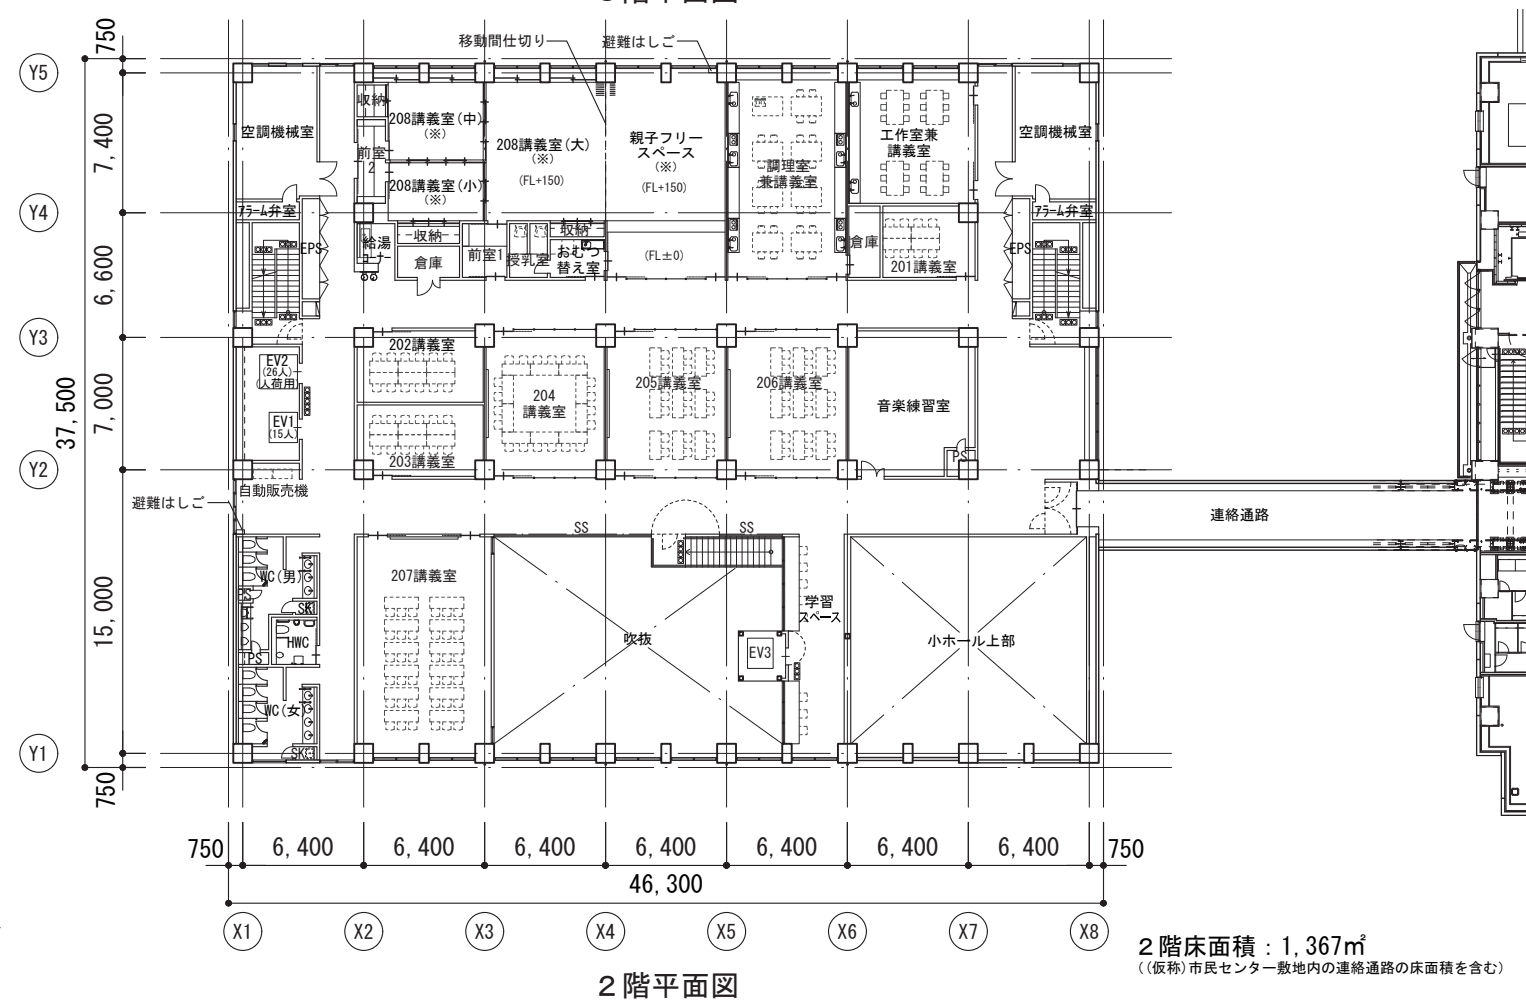 移動間仕切り
避難はしご
750
Y5
7,400
Y4
6,600
Y3
37,500
7,000
Y2
15,000
Y1
750
空調機械室
収納
前室
2
208講義室(中)
(※)
208講義室(小)
(※)
208講義室(大)
(※)
(FL+150)
親子フリー
スペース
(※)
(FL+150)
(FL±0)
調理室
兼講義室
工作室兼
講義室
空調機械室
アラーム弁室
EPS
給湯
コーナー
収納
倉庫
前室1
授乳室
収納
おむつ
替え室
倉庫
201講義室
アラーム弁室
EPS
EV2
(26人)
(人荷用)
EV1
(15人)
202講義室
203講義室
204
講義室
205講義室
206講義室
音楽練習室
PS
自動販売機
避難はしご
SS
SS
連絡通路
WC(男)
PS
SK
HWC
PS
WC(女)
SK
207講義室
吹抜
EV3
学習
スペース
小ホール上部
750
6,400
6,400
6,400
6,400
6,400
6,400
6,400
750
46,300
X1
X2
X3
X4
X5
X6
X7
X8
2階平面図
2階床面積：1,367㎡
((仮称)市民センター敷地内の連絡通路の床面積を含む)